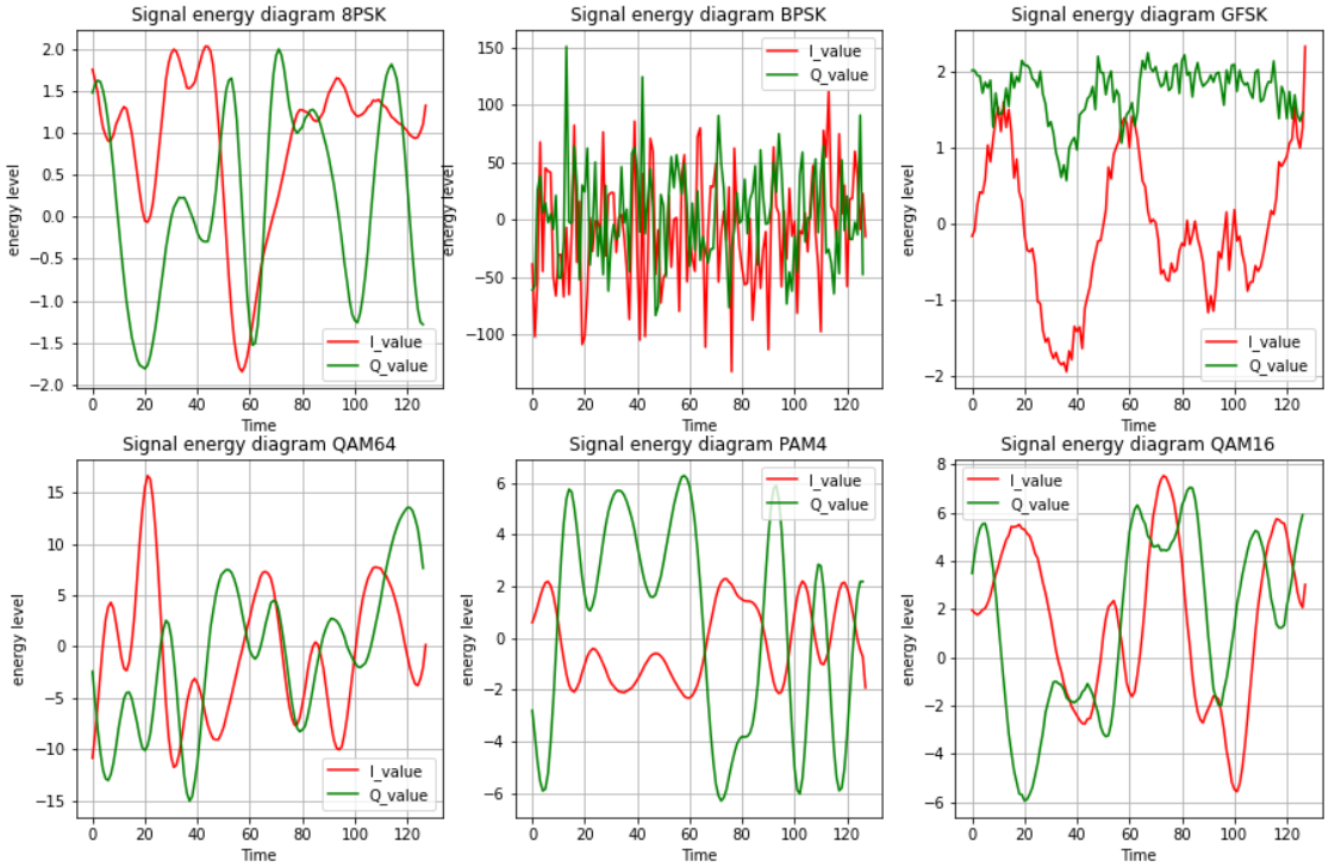 Signal energy diagram 8PSK
energy level
2.0
1.5
1.0
0.5
0.0
−0.5
−1.0
−1.5
−2.0
I_value
Q_value
0 20 40 60 80 100 120
Time
Signal energy diagram BPSK
energy level
150
100
50
0
−50
−100
I_value
Q_value
0 20 40 60 80 100 120
Time
Signal energy diagram GFSK
energy level
2
1
0
−1
−2
I_value
Q_value
0 20 40 60 80 100 120
Time
Signal energy diagram QAM64
energy level
15
10
5
0
−5
−10
−15
I_value
Q_value
0 20 40 60 80 100 120
Time
Signal energy diagram PAM4
energy level
6
4
2
0
−2
−4
−6
I_value
Q_value
0 20 40 60 80 100 120
Time
Signal energy diagram QAM16
energy level
8
6
4
2
0
−2
−4
−6
I_value
Q_value
0 20 40 60 80 100 120
Time